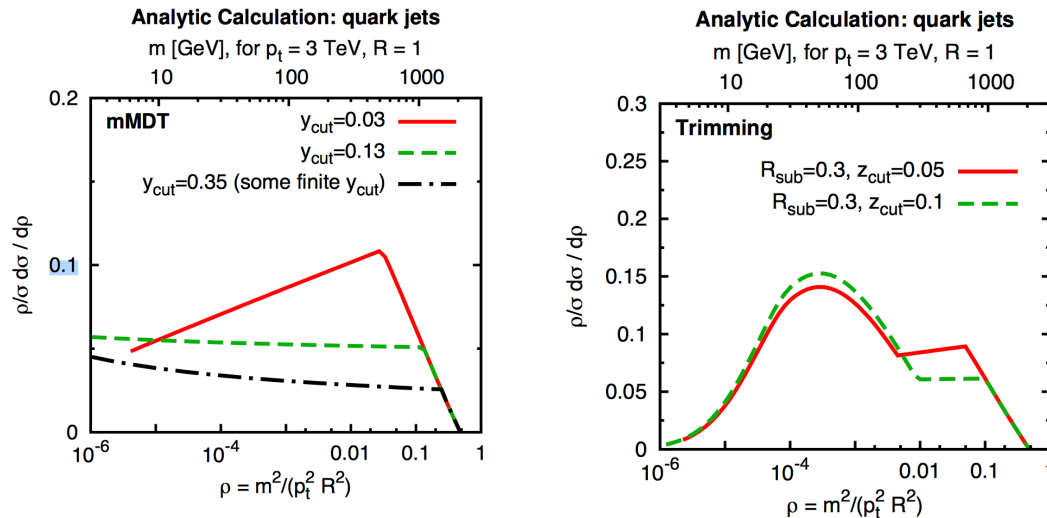 Analytic Calculation: quark jets
m [GeV], for pt = 3 TeV, R = 1
10 100 1000
0.2
mMDT
ycut=0.03
ycut=0.13
ycut=0.35 (some finite ycut)
ρ/σ dσ / dρ
0.1
0
10-6 10-4 0.01 0.1 1
ρ = m2/(pt2 R2)
Analytic Calculation: quark jets
m [GeV], for pt = 3 TeV, R = 1
10 100 1000
0.3
Trimming
Rsub=0.3, zcut=0.05
Rsub=0.3, zcut=0.1
0.25
0.2
ρ/σ dσ / dρ
0.15
0.1
0.05
0
10-6 10-4 0.01 0.1 1
ρ = m2/(pt2 R2)